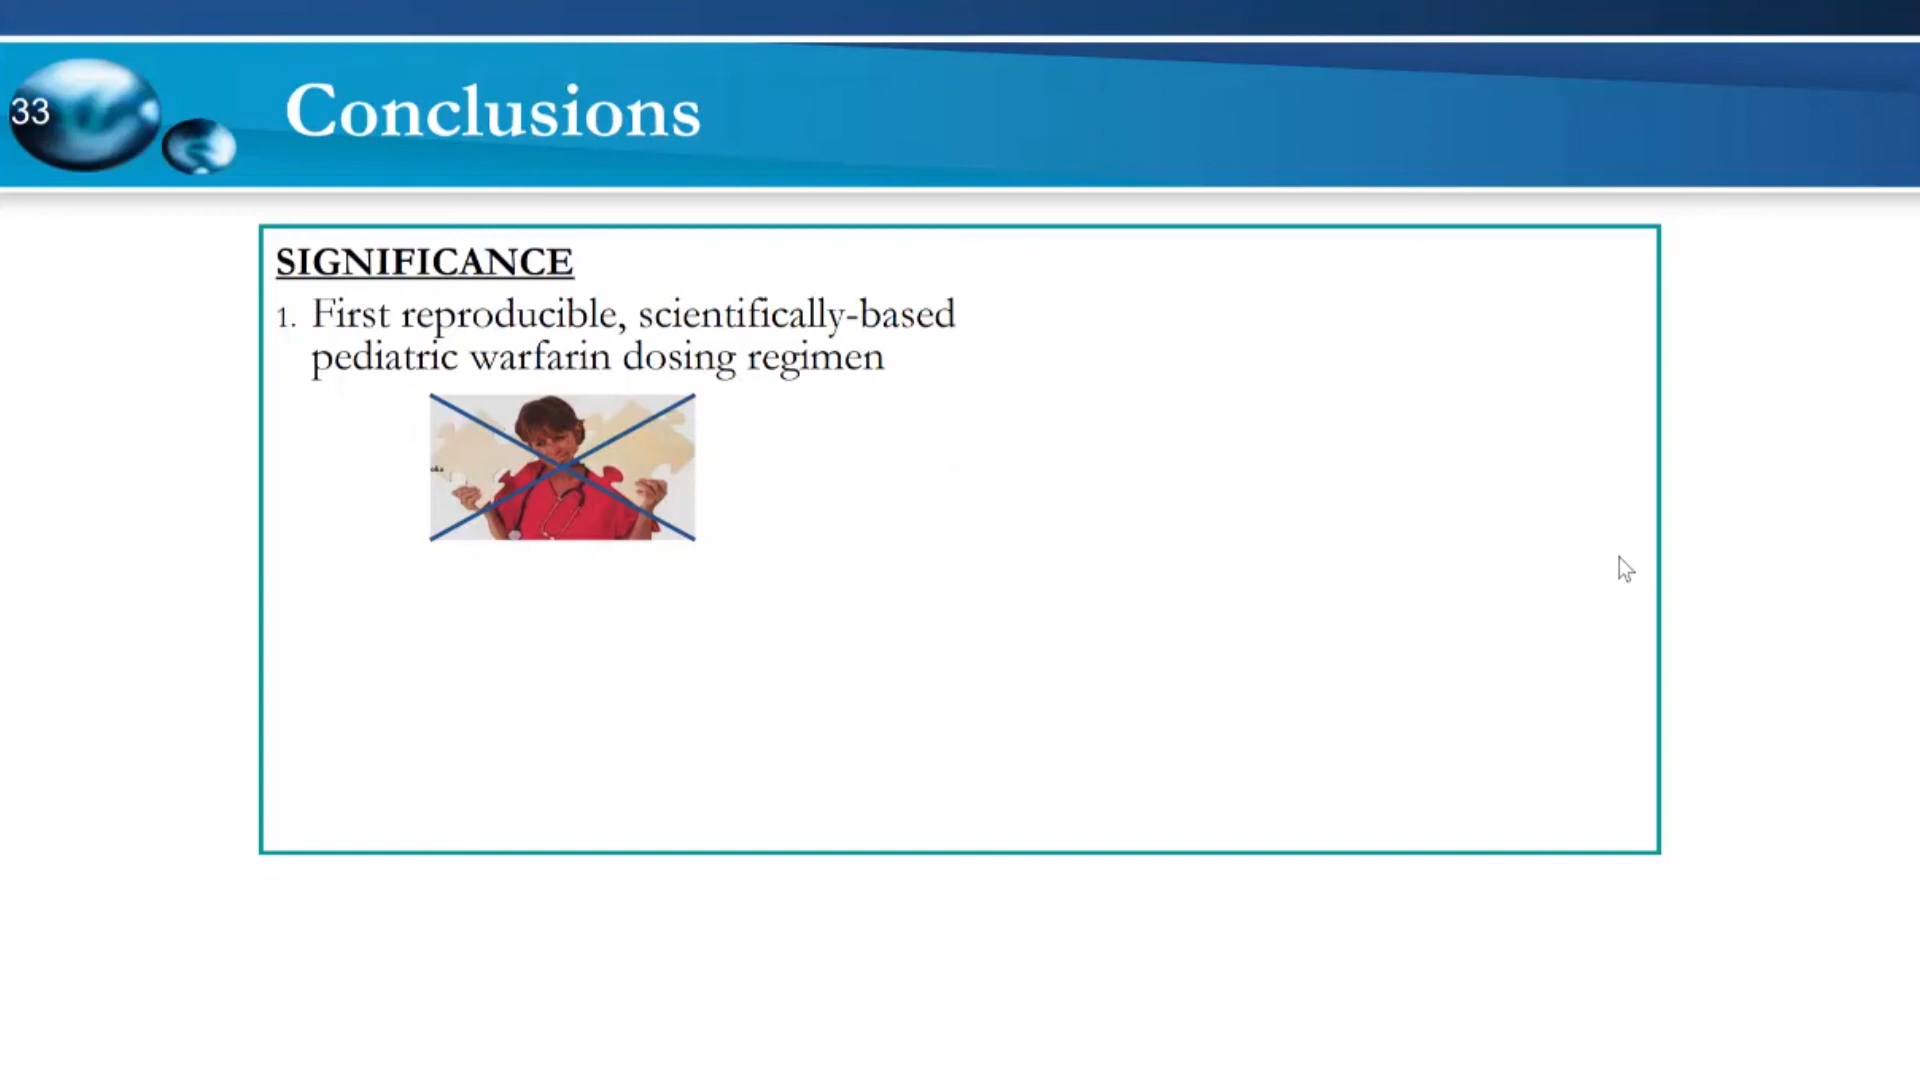 33
Conclusions
SIGNIFICANCE
1. First reproducible, scientifically-based
pediatric warfarin dosing regimen